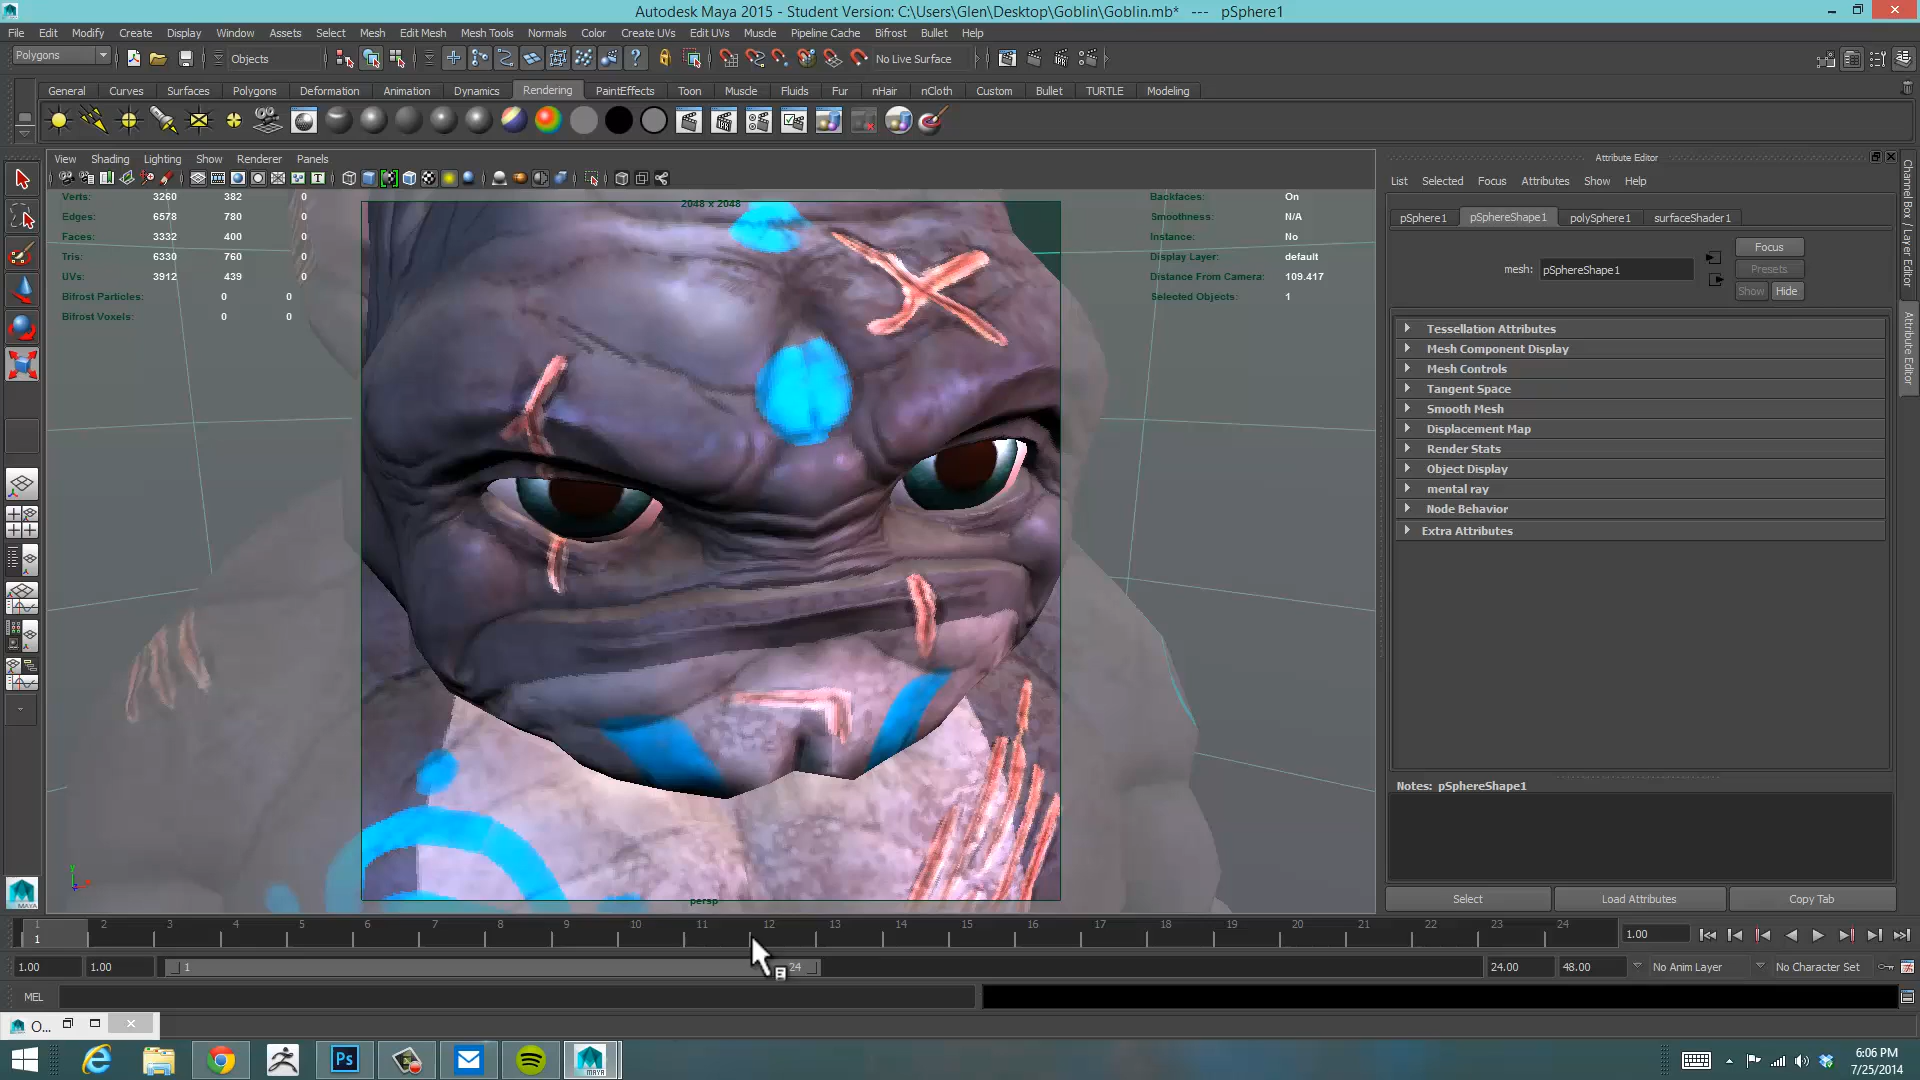 Autodesk Maya 2015 - Student Version: C:\Users\Glen\Desktop\Goblin\Goblin.mb*   ---   pSphere1
File Edit Modify Create Display Window Assets Select Mesh Edit Mesh Mesh Tools Normals Color Create UVs Edit UVs Muscle Pipeline Cache Bifrost Bullet Help
Polygons Objects No Live Surface
General Curves Surfaces Polygons Deformation Animation Dynamics Rendering PaintEffects Toon Muscle Fluids Fur nHair nCloth Custom Bullet TURTLE Modeling
View Shading Lighting Show Renderer Panels
Verts: 3260 382 0
Edges: 6578 780 0
Faces: 3332 400 0
Tris: 6330 760 0
UVs: 3912 439 0
Bifrost Particles: 0 0
Bifrost Voxels: 0 0
2048 x 2048
Backfaces: On
Smoothness: N/A
Instance: No
Display Layer: default
Distance From Camera: 109.417
Selected Objects: 1
persp
Attribute Editor
List Selected Focus Attributes Show Help
pSphere1 pSphereShape1 polySphere1 surfaceShader1
mesh: pSphereShape1
Focus
Presets
Show Hide
Tessellation Attributes
Mesh Component Display
Mesh Controls
Tangent Space
Smooth Mesh
Displacement Map
Render Stats
Object Display
mental ray
Node Behavior
Extra Attributes
Notes: pSphereShape1
Select Load Attributes Copy Tab
Channel Box / Layer Editor
Attribute Editor
MAYA
1 2 3 4 5 6 7 8 9 10 11 12 13 14 15 16 17 18 19 20 21 22 23 24
1
1.00
1.00 1.00 1 24 24.00 48.00 No Anim Layer No Character Set
MEL
O...
Ps
MAYA
6:06 PM
7/25/2014